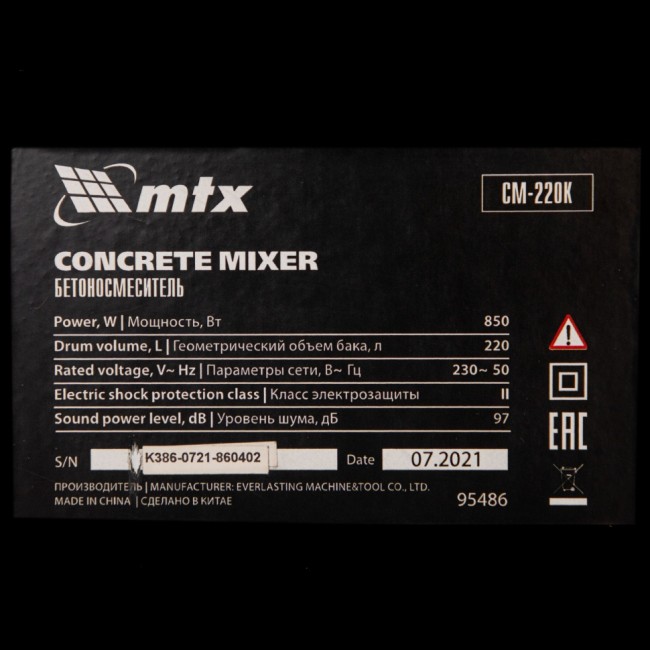 mtx
CM-220K
CONCRETE MIXER
БЕТОНОСМЕСИТЕЛЬ
Power, W | Мощность, Вт 850
Drum volume, L | Геометрический объем бака, л 220
Rated voltage, V~ Hz | Параметры сети, В~ Гц 230~ 50
Electric shock protection class | Класс электрозащиты II
Sound power level, dB | Уровень шума, дБ 97
S/N K386-0721-860402 Date 07.2021
ПРОИЗВОДИТЕЛЬ | MANUFACTURER: EVERLASTING MACHINE&TOOL CO., LTD.
MADE IN CHINA | СДЕЛАНО В КИТАЕ 95486
EAC